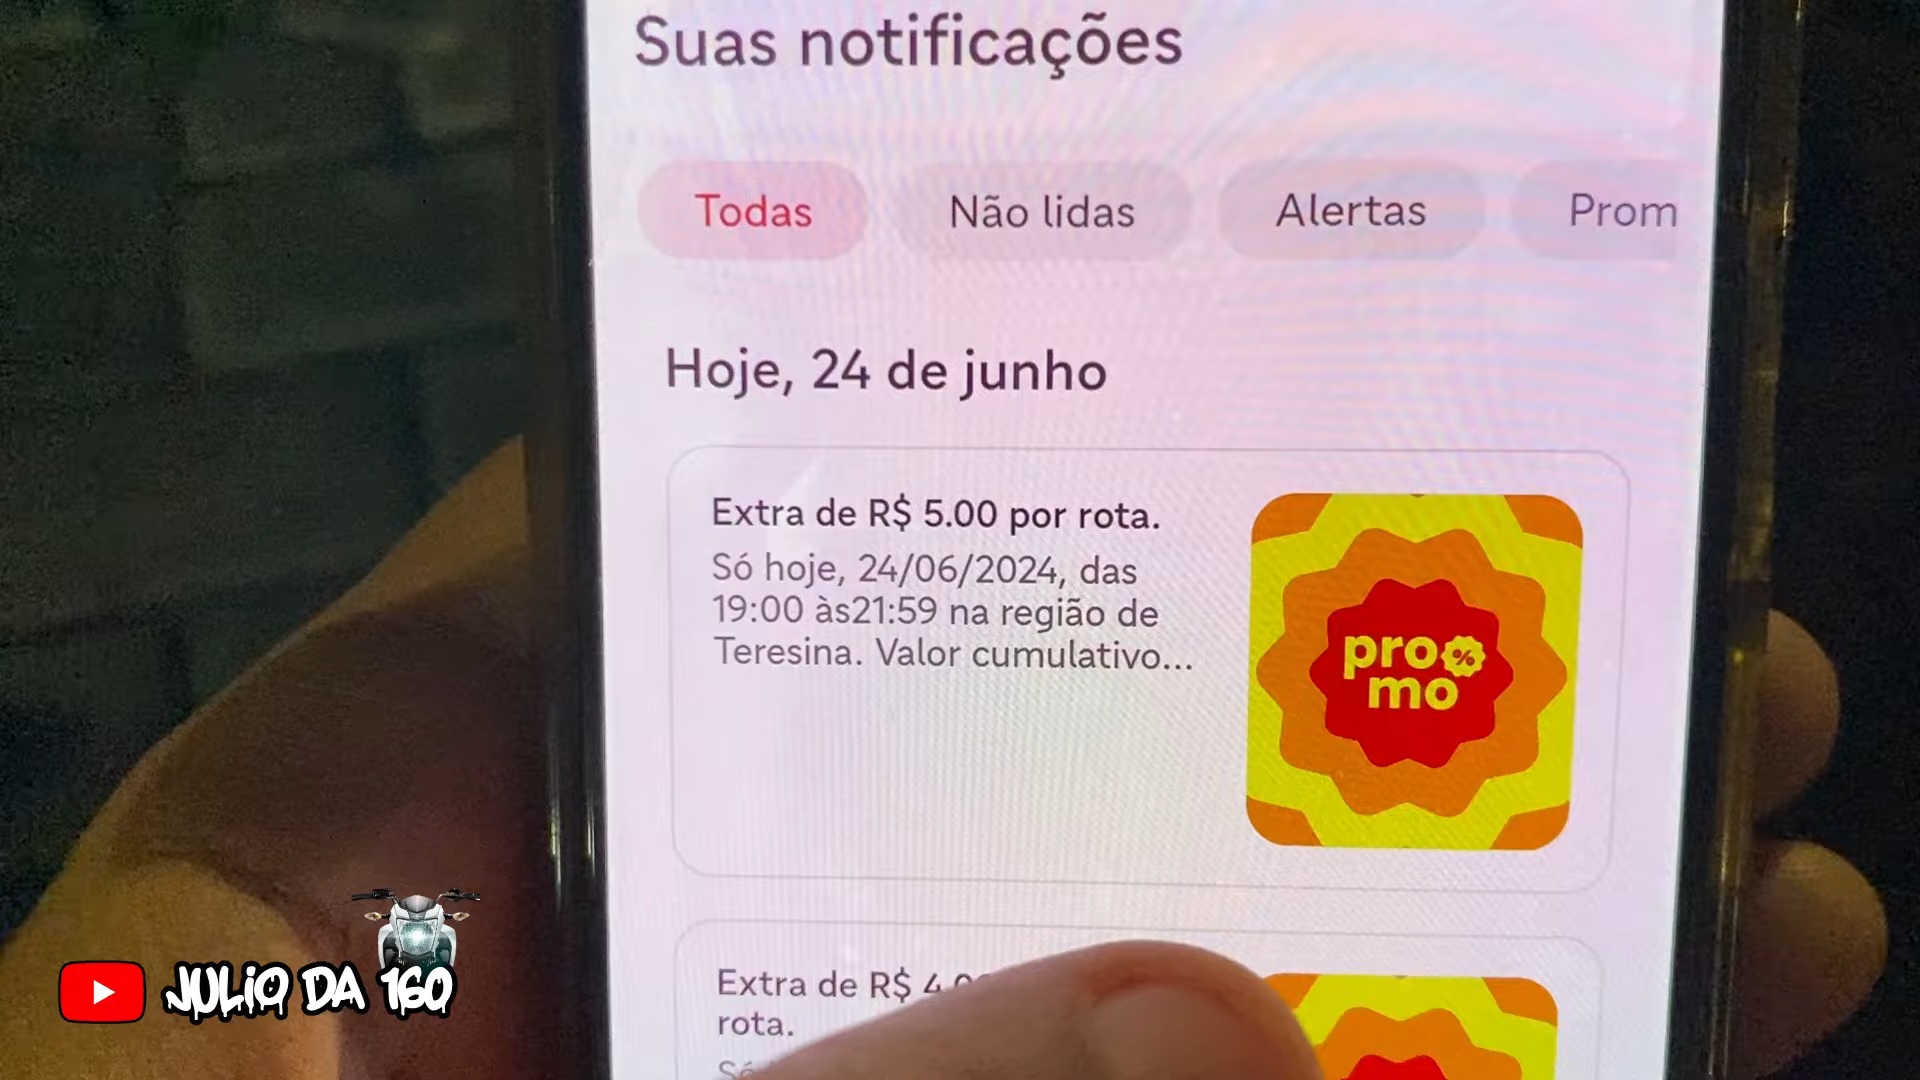 Suas notificações
Todas
Não lidas
Alertas
Prom
Hoje, 24 de junho
Extra de R$ 5.00 por rota.
Só hoje, 24/06/2024, das
19:00 às21:59 na região de
Teresina. Valor cumulativo...
pro%
mo
Extra de R$ 4.00
rota.
JULIO DA 160